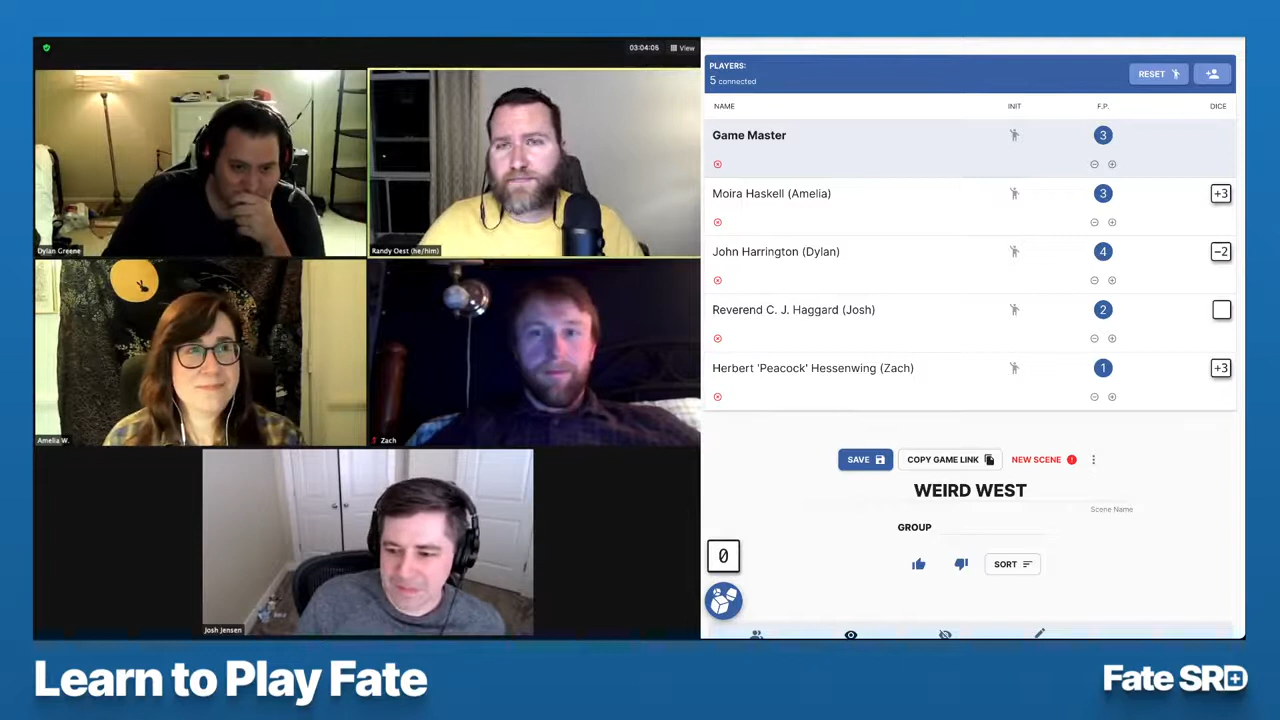 03:04:05 View
Dylan Greene
Randy Oest (he/him)
Amelia W.
Zach
Josh Jensen
PLAYERS:
5 connected
RESET
NAME INIT F.P. DICE
Game Master 3
Moira Haskell (Amelia) 3 +3
John Harrington (Dylan) 4 −2
Reverend C. J. Haggard (Josh) 2
Herbert 'Peacock' Hessenwing (Zach) 1 +3
SAVE COPY GAME LINK NEW SCENE
WEIRD WEST
Scene Name
GROUP
0
SORT
Learn to Play Fate
Fate SRD